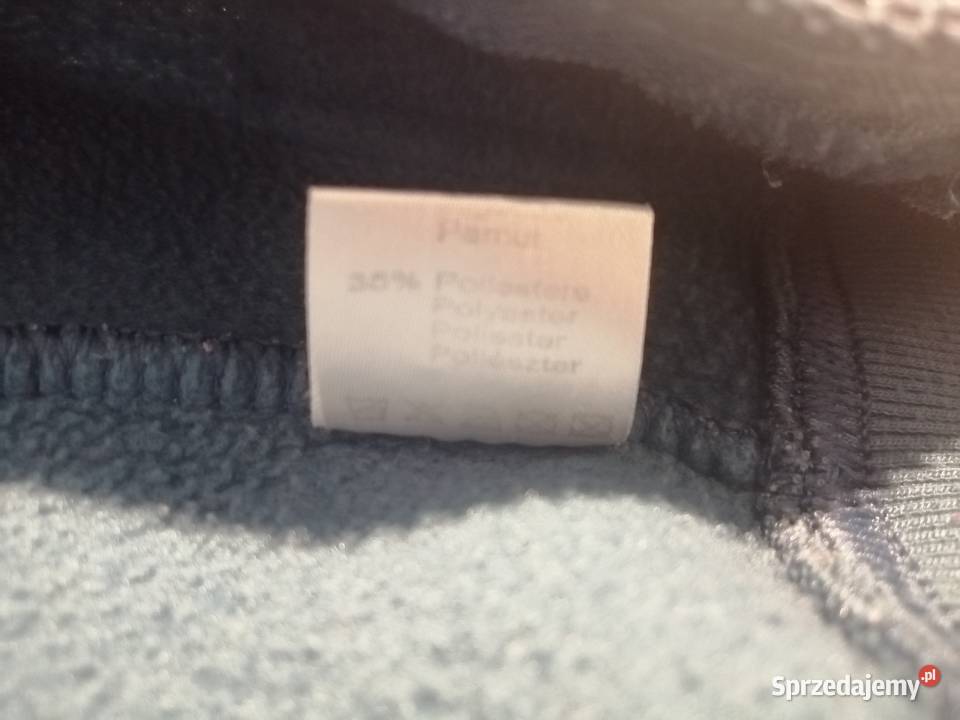 Pamut
35% Poliestere
Polyester
Poliester
Poliészter
Sprzedajemy.pl